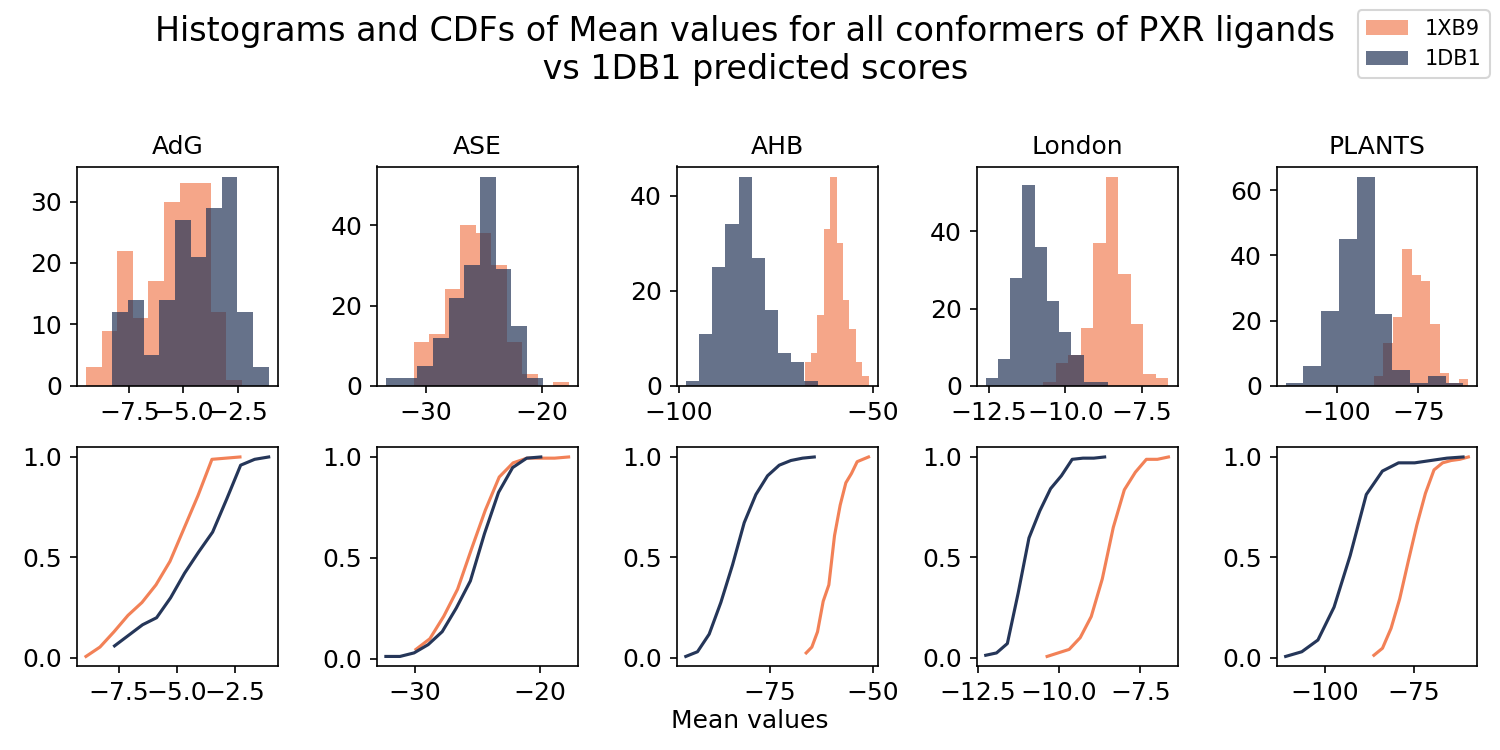 Histograms and CDFs of Mean values for all conformers of PXR ligands
vs 1DB1 predicted scores
1XB9
1DB1
AdG
ASE
AHB
London
PLANTS
30
20
10
0
−7.5 −5.0 −2.5
40
20
0
−30 −20
40
20
0
−100 −50
40
20
0
−12.5 −10.0 −7.5
60
40
20
0
−100 −75
1.0
0.5
0.0
−7.5 −5.0 −2.5
1.0
0.5
0.0
−30 −20
1.0
0.5
0.0
−75 −50
1.0
0.5
0.0
−12.5 −10.0 −7.5
1.0
0.5
0.0
−100 −75
Mean values